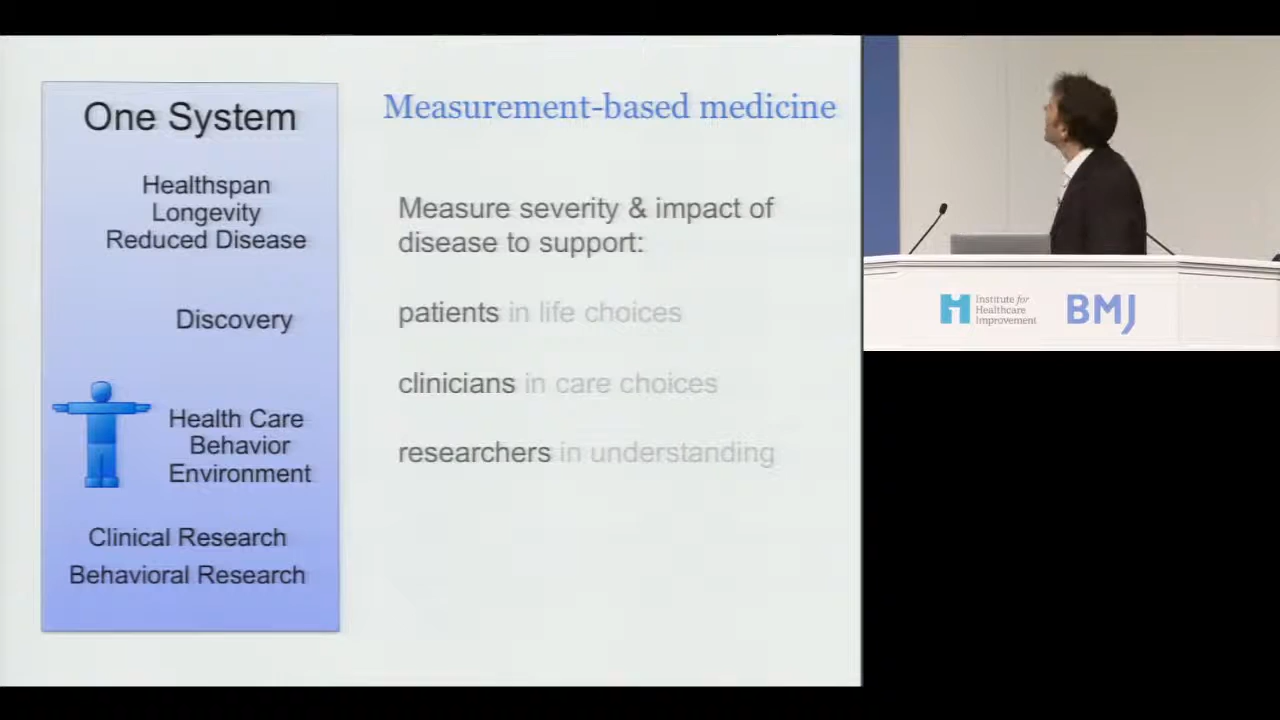 One System
Healthspan
Longevity
Reduced Disease
Discovery
Health Care
Behavior
Environment
Clinical Research
Behavioral Research
Measurement-based medicine
Measure severity & impact of
disease to support:
patients in life choices
clinicians in care choices
researchers in understanding
Institute for
Healthcare
Improvement
BMJ